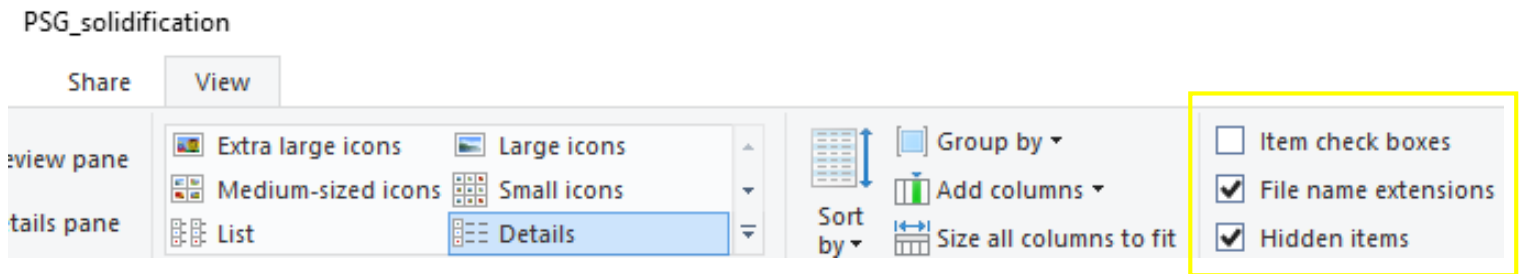 PSG_solidification
Share View
eview pane
tails pane
Extra large icons Large icons
Medium-sized icons Small icons
List Details
Sort
by
Group by
Add columns
Size all columns to fit
Item check boxes
File name extensions
Hidden items